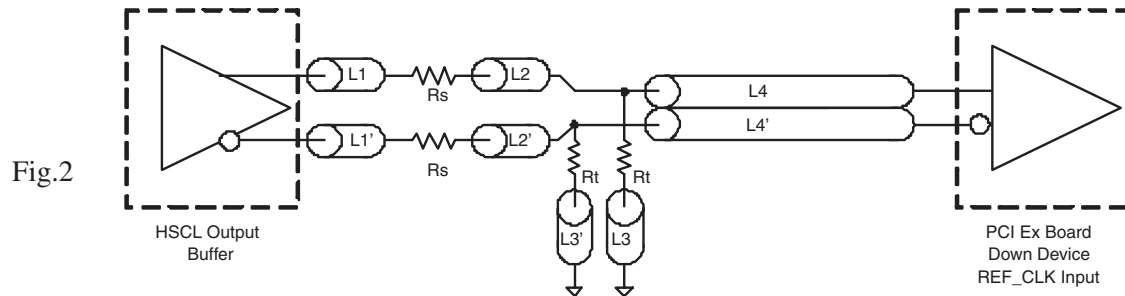 L1
L2
L4
Rs
L4'
L1'
L2'
Fig.2
Rs
Rt
Rt
L3'
L3
HSCL Output
Buffer
PCI Ex Board
Down Device
REF_CLK Input